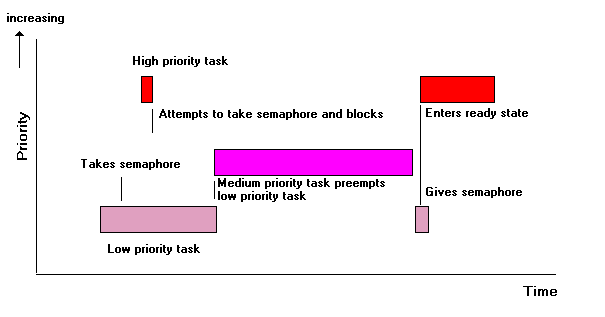 increasing
High priority task
Attempts to take semaphore and blocks
Enters ready state
Priority
Takes semaphore
Medium priority task preempts
low priority task
Gives semaphore
Low priority task
Time